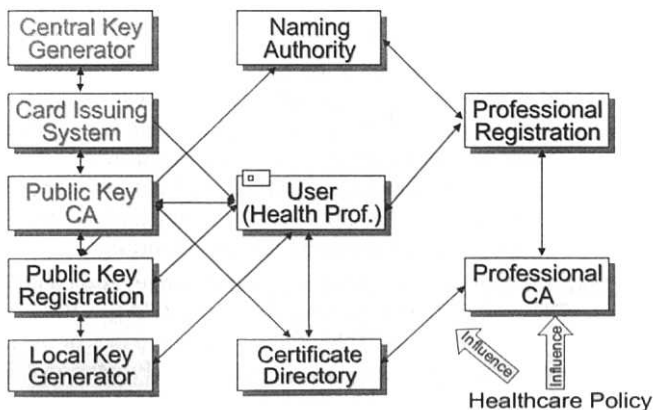 Central Key
Generator
Naming
Authority
Card Issuing
System
Professional
Registration
Public Key
CA
User
(Health Prof.)
Public Key
Registration
Professional
CA
Local Key
Generator
Certificate
Directory
Influence
Influence
Healthcare Policy